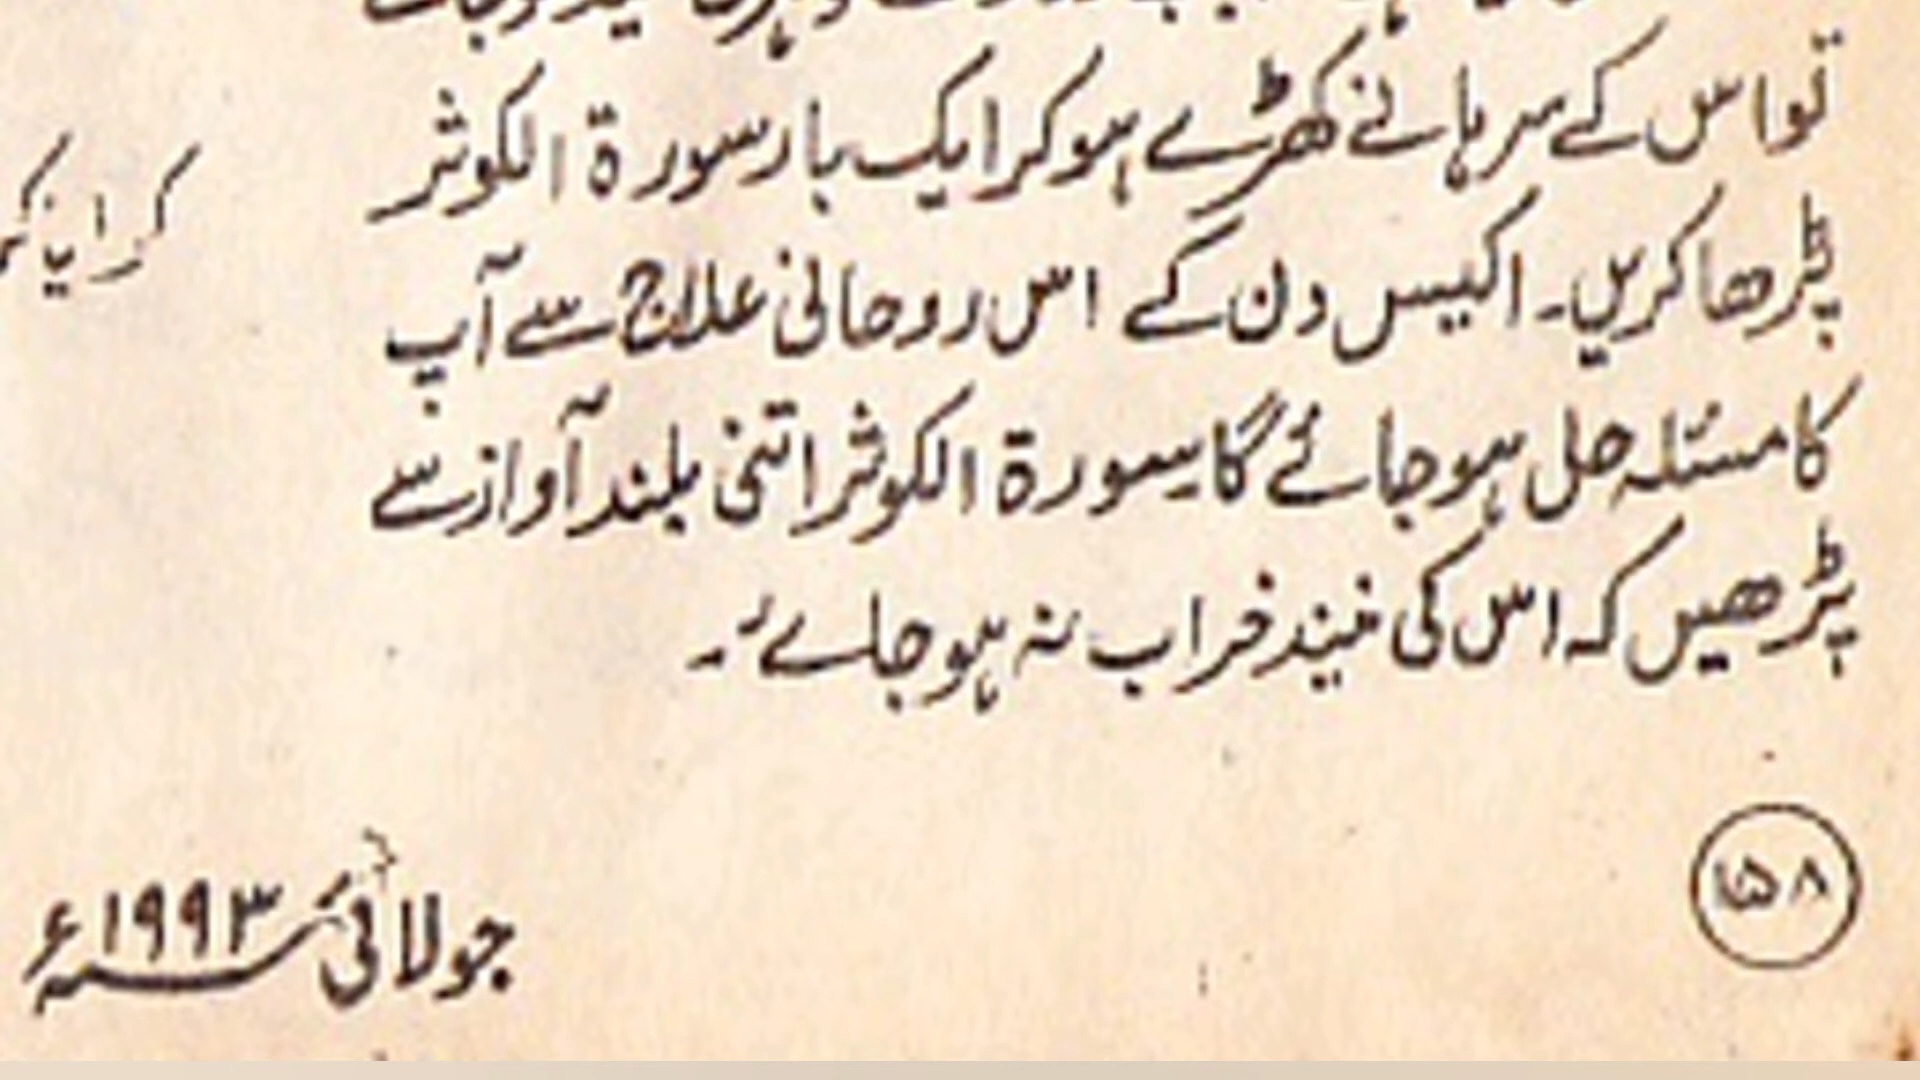 تو اس کے سرہانے کھڑے ہو کر ایک بار سورۃ الکوثر
پڑھا کریں۔ اکیس دن کے اس روحانی علاج سے آپ
کا مسئلہ حل ہو جائے گا سورۃ الکوثر اتنی بلند آواز سے
پڑھیں کہ اس کی نیند خراب نہ ہو جائے۔
۱۵۸
جولائی ۱۹۹۳ء